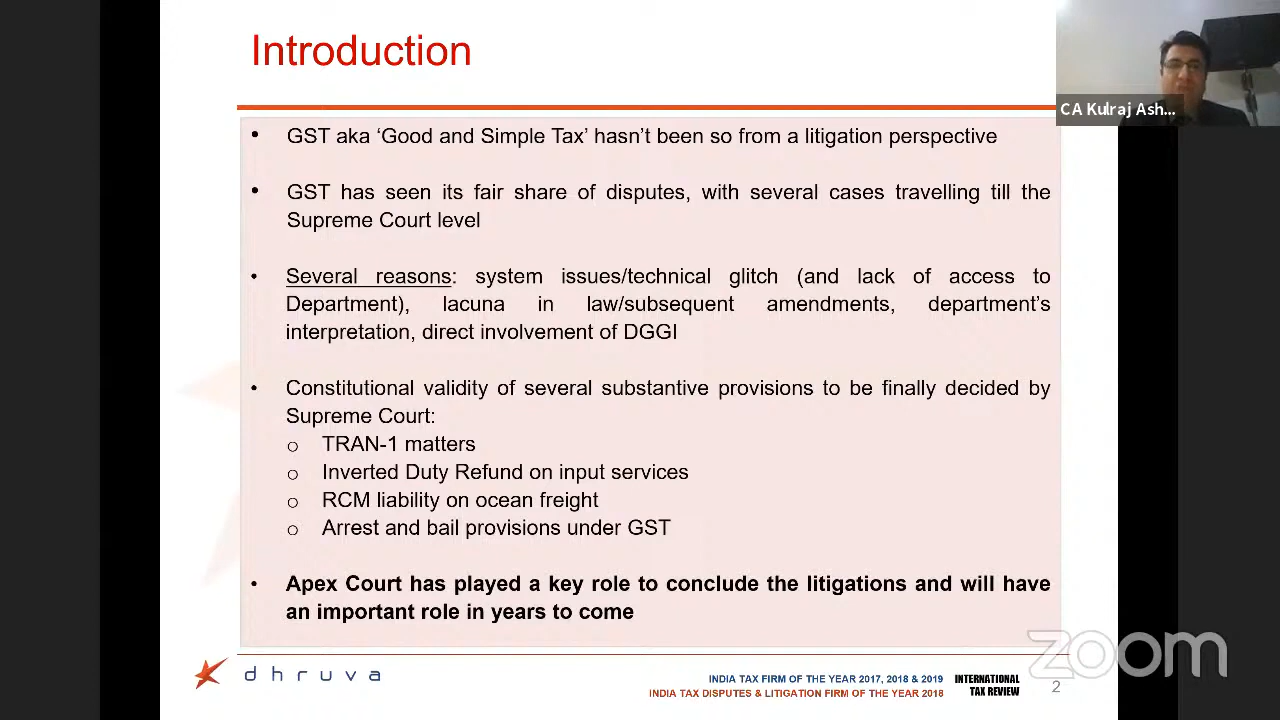 Introduction
CA Kulraj Ash...
• GST aka ‘Good and Simple Tax’ hasn’t been so from a litigation perspective
• GST has seen its fair share of disputes, with several cases travelling till the
Supreme Court level
• Several reasons: system issues/technical glitch (and lack of access to
Department), lacuna in law/subsequent amendments, department’s
interpretation, direct involvement of DGGI
• Constitutional validity of several substantive provisions to be finally decided by
Supreme Court:
o TRAN-1 matters
o Inverted Duty Refund on input services
o RCM liability on ocean freight
o Arrest and bail provisions under GST
• Apex Court has played a key role to conclude the litigations and will have
an important role in years to come
zoom
dhruva
INDIA TAX FIRM OF THE YEAR 2017, 2018 & 2019
INDIA TAX DISPUTES & LITIGATION FIRM OF THE YEAR 2018
INTERNATIONAL
TAX REVIEW
2